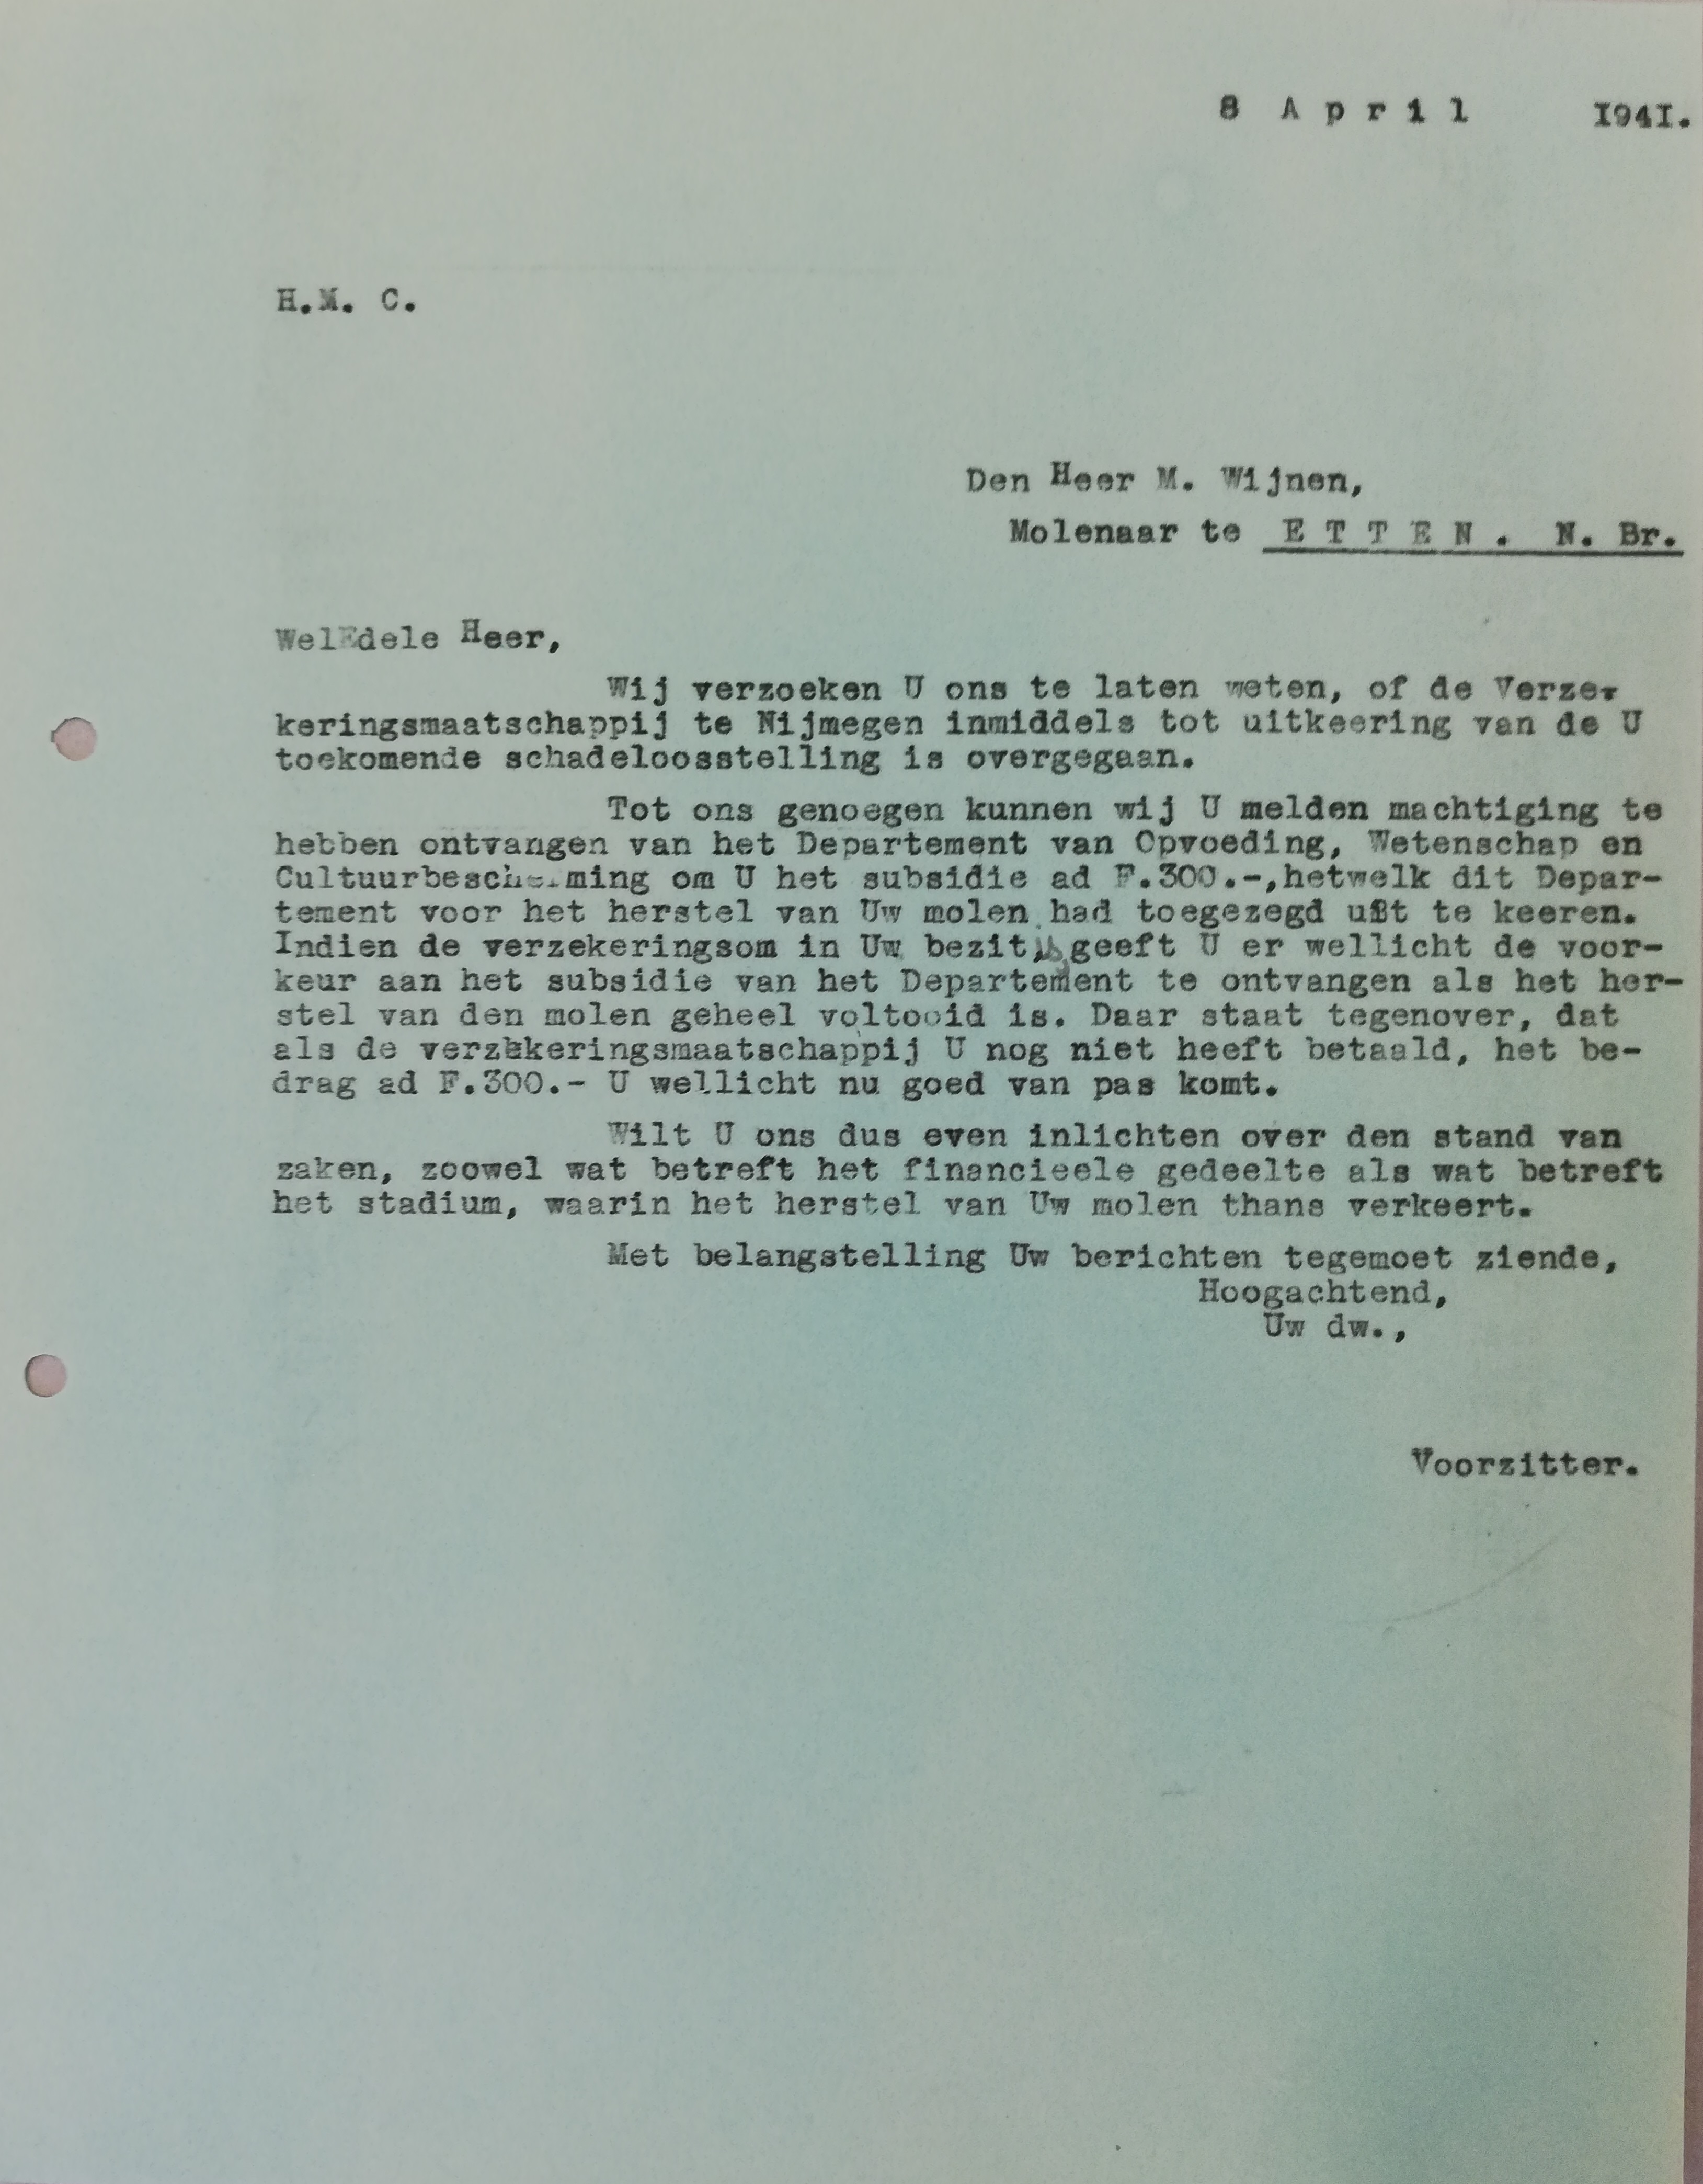 8 April 1941.
H.M. C.
Den Heer M. Wijnen,
Molenaar te ETTEN. N. Br.
WelEdele Heer,
Wij verzoeken U ons te laten weten, of de Verze-
keringsmaatschappij te Nijmegen inmiddels tot uitkeering van de U
toekomende schadeloosstelling is overgegaan.
Tot ons genoegen kunnen wij U melden machtiging te
hebben ontvangen van het Departement van Opvoeding, Wetenschap en
Cultuurbescherming om U het subsidie ad F.300.-,hetwelk dit Depar-
tement voor het herstel van Uw molen had toegezegd uit te keeren.
Indien de verzekeringsom in Uw bezit is, geeft U er wellicht de voor-
keur aan het subsidie van het Departement te ontvangen als het her-
stel van den molen geheel voltooid is. Daar staat tegenover, dat
als de verzekeringsmaatschappij U nog niet heeft betaald, het be-
drag ad F.300.- U wellicht nu goed van pas komt.
Wilt U ons dus even inlichten over den stand van
zaken, zoowel wat betreft het financieele gedeelte als wat betreft
het stadium, waarin het herstel van Uw molen thans verkeert.
Met belangstelling Uw berichten tegemoet ziende,
Hoogachtend,
Uw dw.,
Voorzitter.